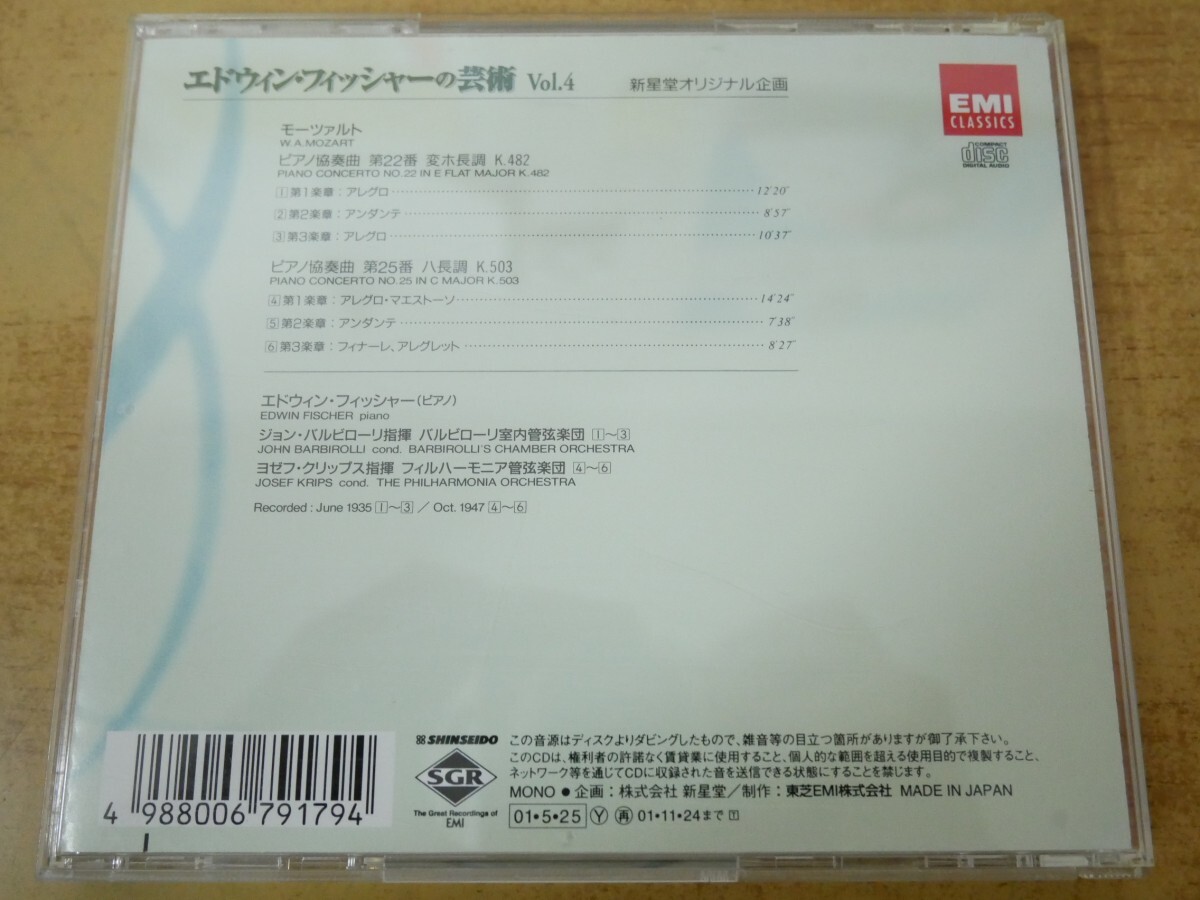 エドウィン・フィッシャーの芸術 Vol.4
新星堂オリジナル企画
EMI
CLASSICS
COMPACT
disc
DIGITAL AUDIO
モーツァルト
W.A.MOZART
ピアノ協奏曲 第22番 変ホ長調 K.482
PIANO CONCERTO NO.22 IN E FLAT MAJOR K.482
1 第1楽章：アレグロ 12'20"
2 第2楽章：アンダンテ 8'57"
3 第3楽章：アレグロ 10'37"
ピアノ協奏曲 第25番 ハ長調 K.503
PIANO CONCERTO NO.25 IN C MAJOR K.503
4 第1楽章：アレグロ・マエストーソ 14'24"
5 第2楽章：アンダンテ 7'38"
6 第3楽章：フィナーレ、アレグレット 8'27"
エドウィン・フィッシャー（ピアノ）
EDWIN FISCHER piano
ジョン・バルビローリ指揮 バルビローリ室内管弦楽団 1〜3
JOHN BARBIROLLI cond. BARBIROLLI'S CHAMBER ORCHESTRA
ヨゼフ・クリップス指揮 フィルハーモニア管弦楽団 4〜6
JOSEF KRIPS cond. THE PHILHARMONIA ORCHESTRA
Recorded : June 1935 1〜3 / Oct. 1947 4〜6
4 988006 791794
SHINSEIDO
SGR
The Great Recordings of
EMI
この音源はディスクよりダビングしたもので、雑音等の目立つ箇所がありますが御了承下さい。
このCDは、権利者の許諾なく賃貸業に使用すること、個人的な範囲を超える使用目的で複製すること、
ネットワーク等を通じてCDに収録された音を送信できる状態にすることを禁じます。
MONO ● 企画：株式会社 新星堂／制作：東芝EMI株式会社 MADE IN JAPAN
01・5・25 Ⓨ 再 01・11・24まで T